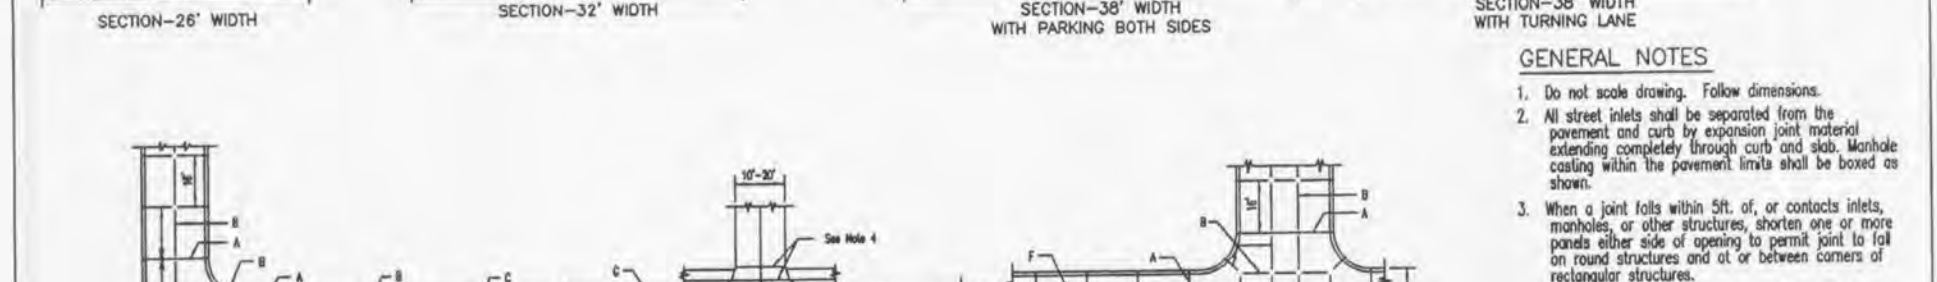 SECTION-26' WIDTH
SECTION-32' WIDTH
SECTION-38' WIDTH
WITH PARKING BOTH SIDES
SECTION-38' WIDTH
WITH TURNING LANE
GENERAL NOTES
1. Do not scale drawing. Follow dimensions.
2. All street inlets shall be separated from the
pavement and curb by expansion joint material
extending completely through curb and slab. Manhole
casting within the pavement limits shall be boxed as
shown.
3. When a joint falls within 5ft. of, or contacts inlets,
manholes, or other structures, shorten one or more
panels either side of opening to permit joint to fall
on round structures and at or between corners of
rectangular structures.
16'
B
A
B
A
B
C
10'-20'
See Note 4
G
16'
B
A
B
F
A